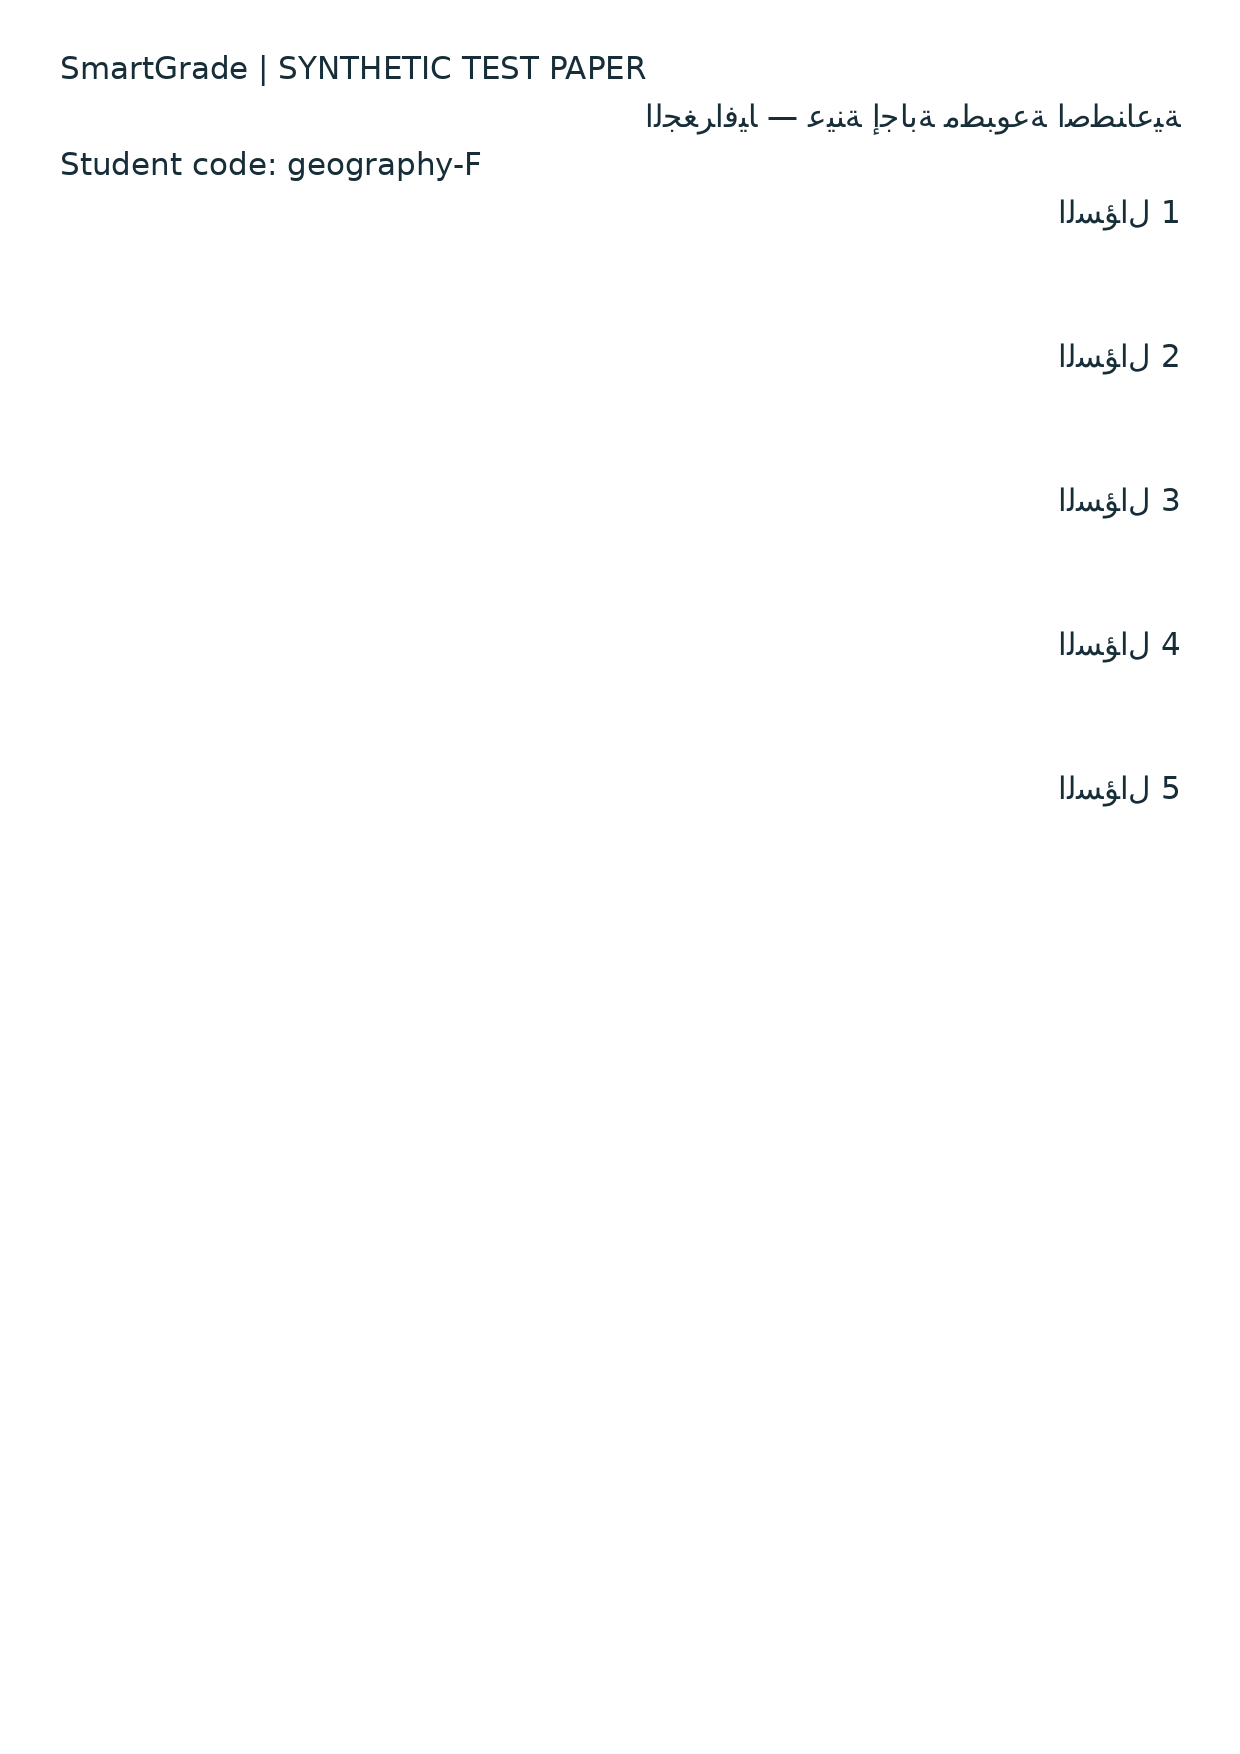 SmartGrade | SYNTHETIC TEST PAPER
الجغرافيا — عينة إجابة مطبوعة اصطناعية
Student code: geography-F
السؤال 1
السؤال 2
السؤال 3
السؤال 4
السؤال 5